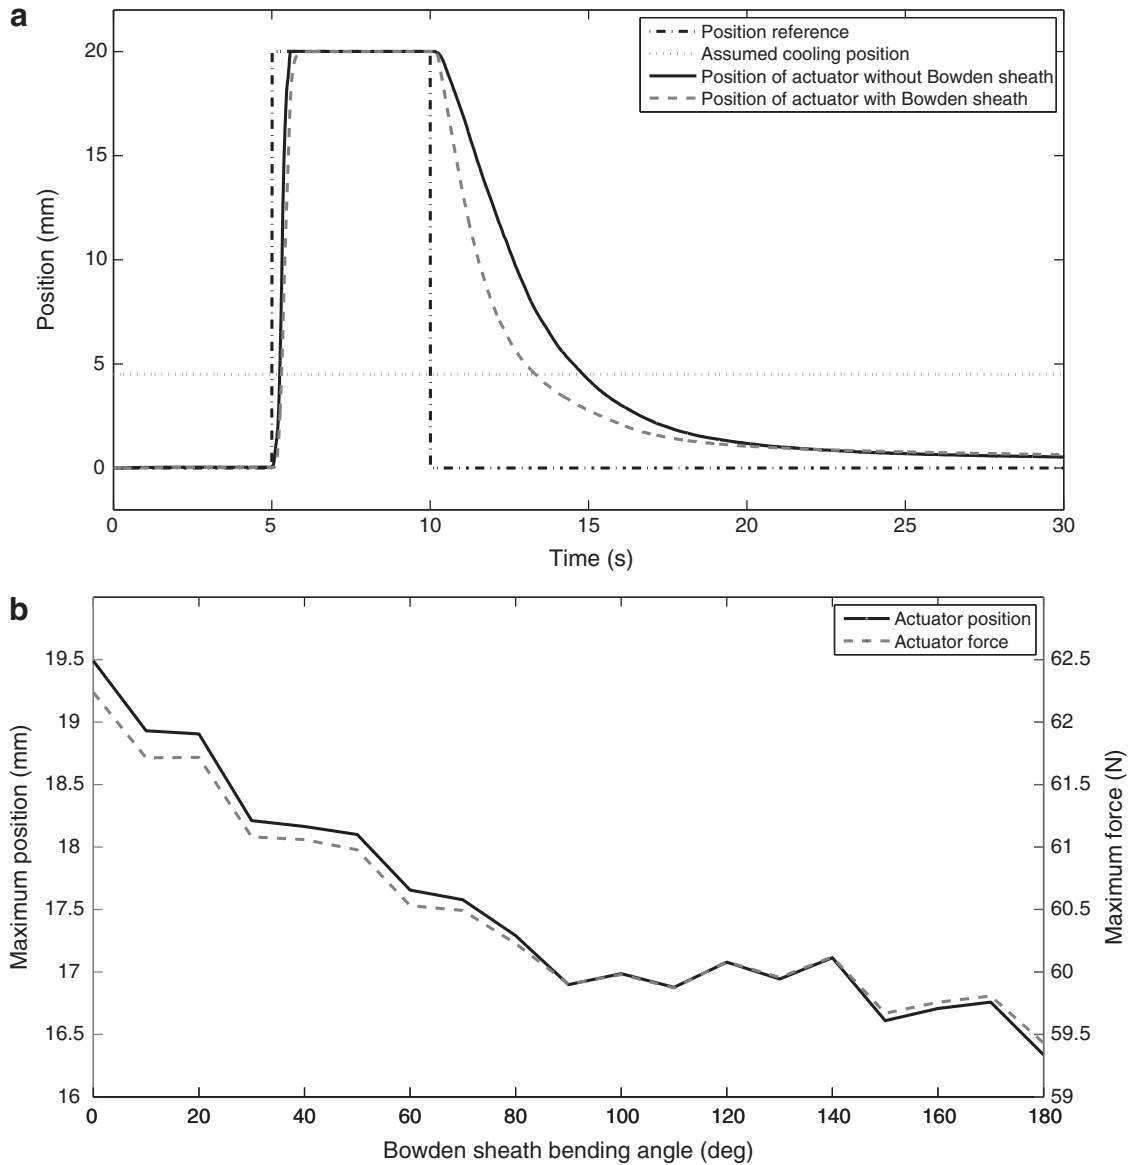 a
Position reference
Assumed cooling position
Position of actuator without Bowden sheath
Position of actuator with Bowden sheath
20
15
10
5
0
Position (mm)
0 5 10 15 20 25 30
Time (s)
b
Actuator position
Actuator force
19.5
19
18.5
18
17.5
17
16.5
16
Maximum position (mm)
62.5
62
61.5
61
60.5
60
59.5
59
Maximum force (N)
0 20 40 60 80 100 120 140 160 180
Bowden sheath bending angle (deg)